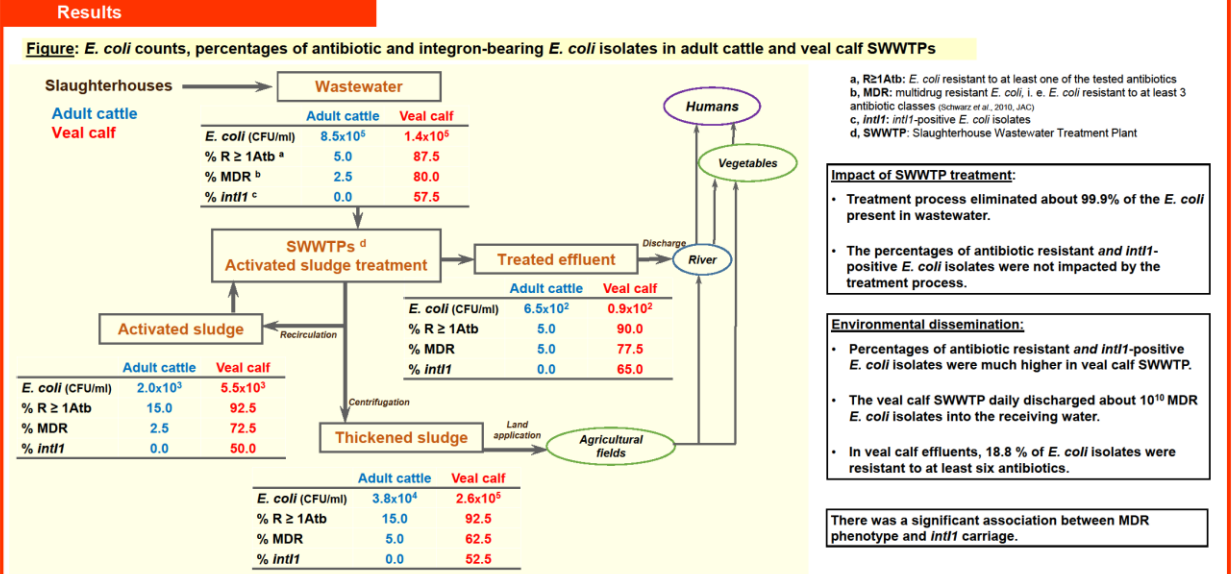 Results
Figure: E. coli counts, percentages of antibiotic and integron-bearing E. coli isolates in adult cattle and veal calf SWWTPs
Slaughterhouses
Wastewater
Adult cattle
Veal calf
Adult cattle Veal calf
E. coli (CFU/ml) 8.5x10⁵ 1.4x10⁵
% R ≥ 1Atb ᵃ 5.0 87.5
% MDR ᵇ 2.5 80.0
% intI1 ᶜ 0.0 57.5
SWWTPs ᵈ
Activated sludge treatment
Treated effluent
Discharge
River
Humans
Vegetables
Adult cattle Veal calf
E. coli (CFU/ml) 6.5x10² 0.9x10²
% R ≥ 1Atb 5.0 90.0
% MDR 5.0 77.5
% intI1 0.0 65.0
Activated sludge
Recirculation
Adult cattle Veal calf
E. coli (CFU/ml) 2.0x10³ 5.5x10³
% R ≥ 1Atb 15.0 92.5
% MDR 2.5 72.5
% intI1 0.0 50.0
Centrifugation
Thickened sludge
Land
application
Agricultural
fields
Adult cattle Veal calf
E. coli (CFU/ml) 3.8x10⁴ 2.6x10⁵
% R ≥ 1Atb 15.0 92.5
% MDR 5.0 62.5
% intI1 0.0 52.5
a, R≥1Atb: E. coli resistant to at least one of the tested antibiotics
b, MDR: multidrug resistant E. coli, i. e. E. coli resistant to at least 3
antibiotic classes (Schwarz et al., 2010, JAC)
c, intI1: intI1-positive E. coli isolates
d, SWWTP: Slaughterhouse Wastewater Treatment Plant
Impact of SWWTP treatment:
• Treatment process eliminated about 99.9% of the E. coli
present in wastewater.
• The percentages of antibiotic resistant and intI1-
positive E. coli isolates were not impacted by the
treatment process.
Environmental dissemination:
• Percentages of antibiotic resistant and intI1-positive
E. coli isolates were much higher in veal calf SWWTP.
• The veal calf SWWTP daily discharged about 10¹⁰ MDR
E. coli isolates into the receiving water.
• In veal calf effluents, 18.8 % of E. coli isolates were
resistant to at least six antibiotics.
There was a significant association between MDR
phenotype and intI1 carriage.